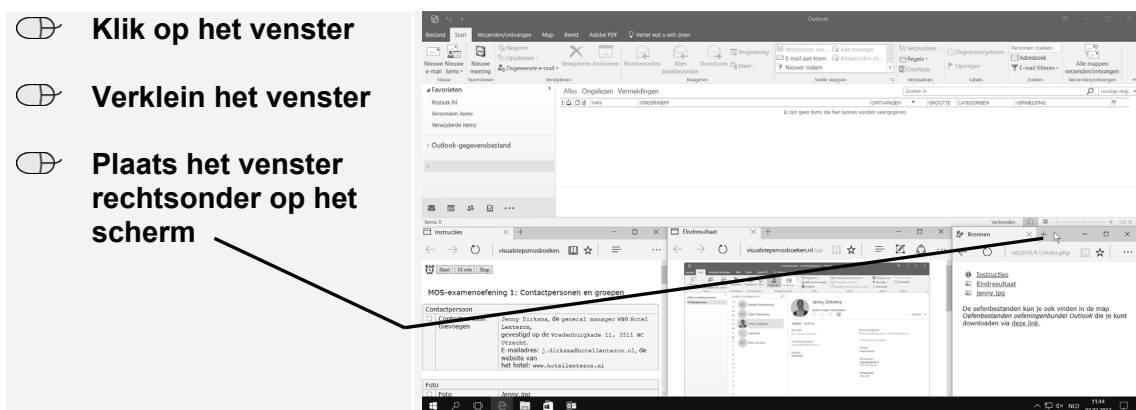 Klik op het venster
Verklein het venster
Plaats het venster
rechtsonder op het
scherm
Outlook
Bestand Start Verzenden/ontvangen Map Beeld Adobe PDF Vertel wat u wilt doen
Nieuwe e-mail
Nieuwe items
Nieuwe meeting
Negeren
Opschonen
Ongewenste e-mail
Verwijderen Archiveren
Beantwoorden
Allen beantwoorden
Doorsturen
Vergadering
Meer
Verplaatsen naa...
E-mail aan team
Nieuwe maken
Aan manager
Antwoorden en...
Verplaatsen
Regels
OneNote
Ongelezen/gelezen
Opvolgen
Personen zoeken
Adresboek
E-mail filteren
Alle mappen
verzenden/ontvangen
Nieuw TeamViewer Verwijderen Reageren Snelle stappen Verplaatsen Labels Zoeken Verzenden/ontvangen
Favorieten
Postvak IN
Verzonden items
Verwijderde items
Outlook-gegevensbestand
Alles Ongelezen Vermeldingen
Zoeken in Huidige map
VAN ONDERWERP ONTVANGEN GROOTTE CATEGORIEËN VERMELDING
Er zijn geen items die hier kunnen worden weergegeven.
Items: 0
Verbonden
100 %
Instructies
visualstepsmosboeken.
Start 10 min Stop
MOS-examenoefening 1: Contactpersonen en groepen
Contactpersoon
Contactpersoon
toevoegen
Jenny Dirksma, de general manager van Hotel
Lentezon,
gevestigd op de Vredenburgkade 11, 3511 WC
Utrecht.
E-mailadres: j.dirksma@hotellentezon.nl, de
website van
het hotel: www.hotellentezon.nl
Foto
Foto Jenny.jpg
Eindresultaat
visualstepsmosboeken.nl/ou
Jenny Dirksma
Bronnen
ook2016/h1/index.php
Instructies
Eindresultaat
Jenny.jpg
De oefenbestanden kun je ook vinden in de map
Oefenbestanden oefeningenbundel Outlook die je kunt
downloaden via deze link.
NLD
11:44